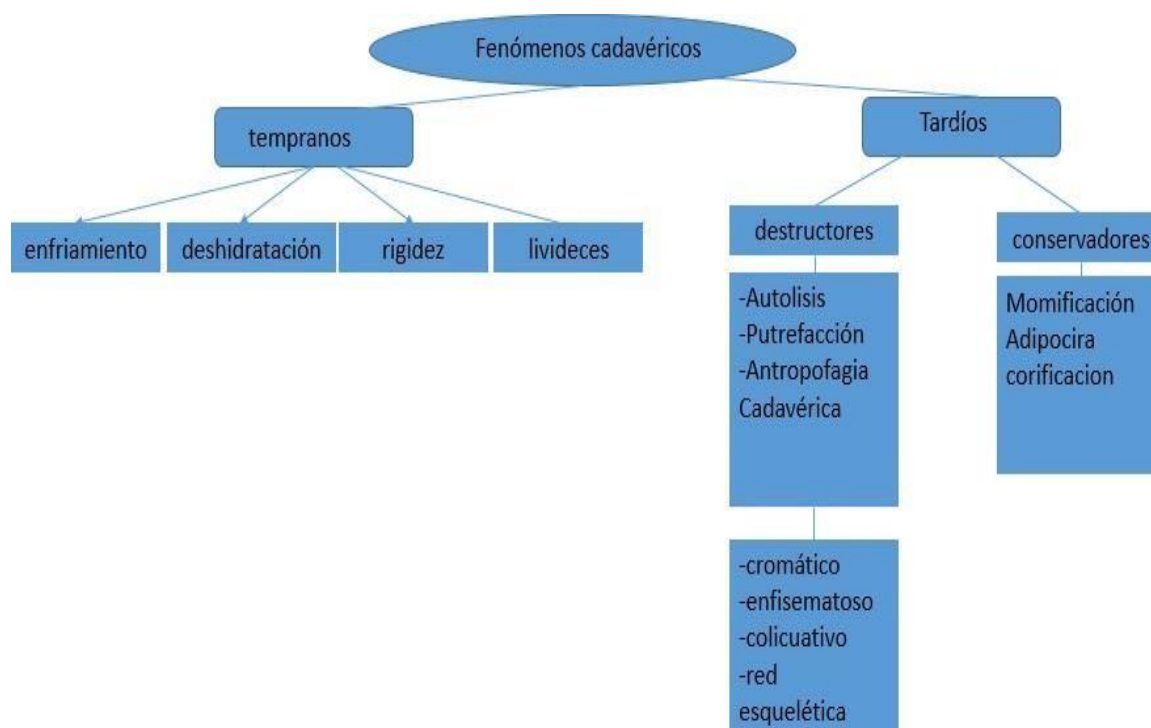 Fenómenos cadavéricos
tempranos
Tardíos
enfriamiento
deshidratación
rigidez
livideces
destructores
conservadores
-Autolisis
-Putrefacción
-Antropofagia
Cadavérica
Momificación
Adipocira
corificacion
-cromático
-enfisematoso
-colicuativo
-red
esquelética